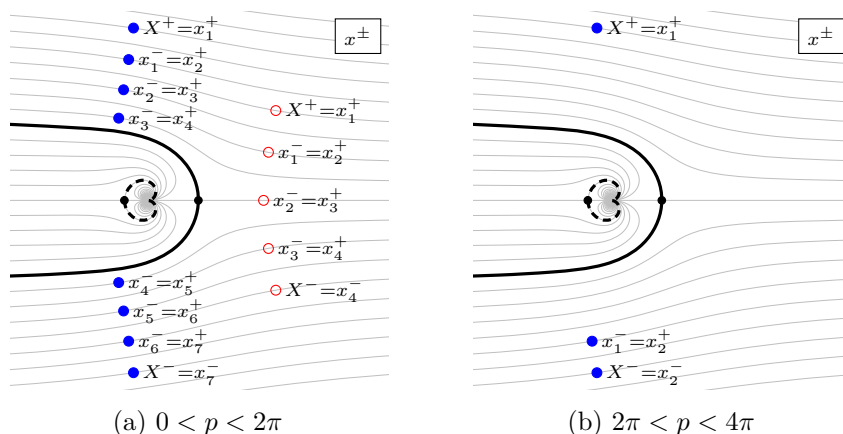 X⁺=x₁⁺
x±
x₁⁻=x₂⁺
x₂⁻=x₃⁺
x₃⁻=x₄⁺
X⁺=x₁⁺
x₁⁻=x₂⁺
x₂⁻=x₃⁺
x₃⁻=x₄⁺
X⁻=x₄⁻
x₄⁻=x₅⁺
x₅⁻=x₆⁺
x₆⁻=x₇⁺
X⁻=x₇⁻
(a) 0 < p < 2π
X⁺=x₁⁺
x±
x₁⁻=x₂⁺
X⁻=x₂⁻
(b) 2π < p < 4π